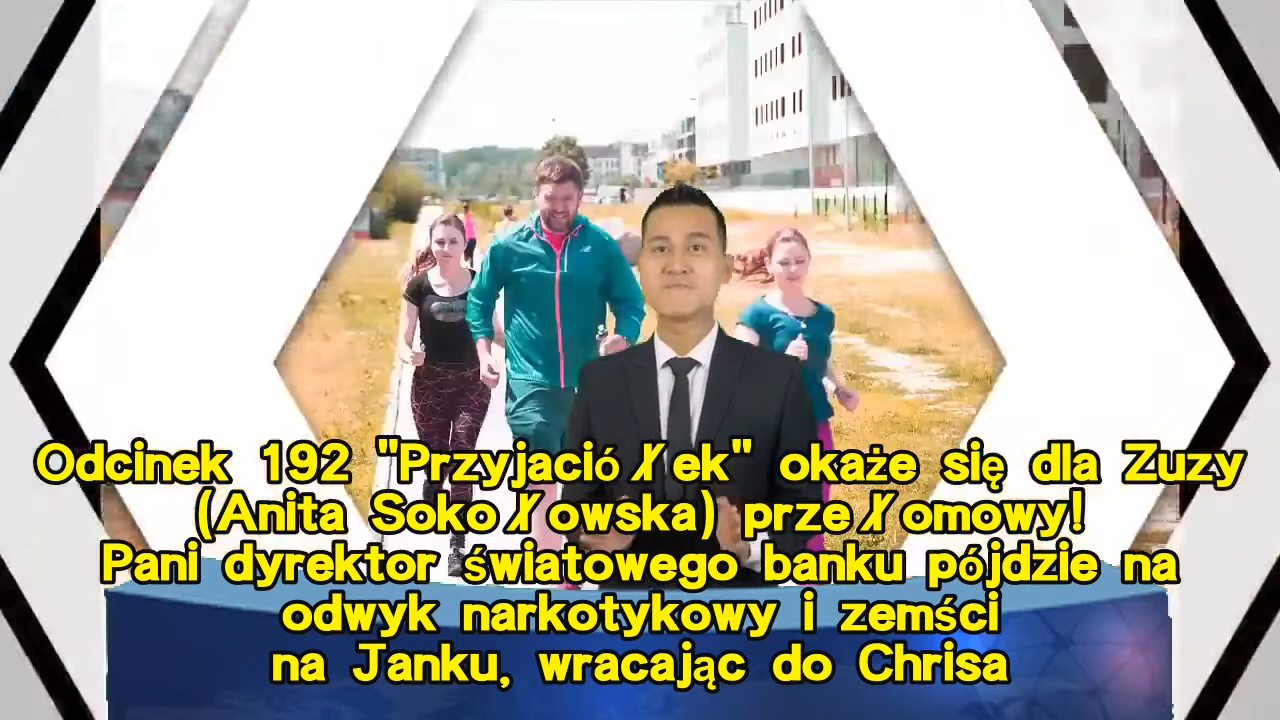 Odcinek 192 "Przyjaciółek" okaże się dla Zuzy
(Anita Sokołowska) przełomowy!
Pani dyrektor światowego banku pójdzie na
odwyk narkotykowy i zemści
na Janku, wracając do Chrisa